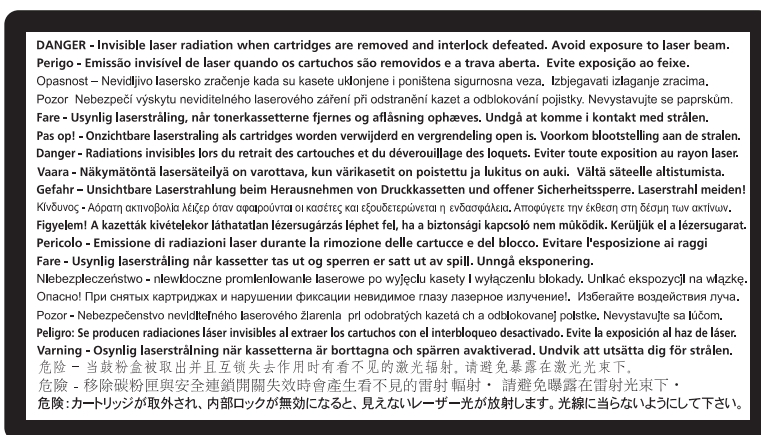 DANGER - Invisible laser radiation when cartridges are removed and interlock defeated. Avoid exposure to laser beam.
Perigo - Emissão invisível de laser quando os cartuchos são removidos e a trava aberta. Evite exposição ao feixe.
Opasnost – Nevidljivo lasersko zračenje kada su kasete uklonjene i poništena sigurnosna veza. Izbjegavati izlaganje zracima.
Pozor Nebezpečí výskytu neviditelného laserového záření při odstranění kazet a odblokování pojistky. Nevystavujte se paprskům.
Fare - Usynlig laserstråling, når tonerkassetterne fjernes og aflåsning ophæves. Undgå at komme i kontakt med strålen.
Pas op! - Onzichtbare laserstraling als cartridges worden verwijderd en vergrendeling open is. Voorkom blootstelling aan de stralen.
Danger - Radiations invisibles lors du retrait des cartouches et du déverouillage des loquets. Eviter toute exposition au rayon laser.
Vaara - Näkymätöntä lasersäteilyä on varottava, kun värikasetit on poistettu ja lukitus on auki. Vältä säteelle altistumista.
Gefahr – Unsichtbare Laserstrahlung beim Herausnehmen von Druckkassetten und offener Sicherheitssperre. Laserstrahl meiden!
Κίνδυνος - Αόρατη ακτινοβολία λέιζερ όταν αφαιρούνται οι κασέτες και εξουδετερώνεται η ενδασφάλεια. Αποφύγετε την έκθεση στη δέσμη των ακτίνων.
Figyelem! A kazetták kivételekor láthatatlan lézersugárzás léphet fel, ha a biztonsági kapcsoló nem mûködik. Kerüljük el a lézersugarat.
Pericolo - Emissione di radiazioni laser durante la rimozione delle cartucce e del blocco. Evitare l'esposizione ai raggi
Fare - Usynlig laserstråling når kassetter tas ut og sperren er satt ut av spill. Unngå eksponering.
Niebezpieczeństwo - niewidoczne promieniowanie laserowe po wyjęciu kasety i wyłączeniu blokady. Unikać ekspozycji na wiązkę.
Опасно! При снятых картриджах и нарушении фиксации невидимое глазу лазерное излучение!. Избегайте воздействия луча.
Pozor - Nebezpečenstvo neviditeľného laserového žiarenia pri odobratých kazetá ch a odblokovanej poistke. Nevystavujte sa lúčom.
Peligro: Se producen radiaciones láser invisibles al extraer los cartuchos con el interbloqueo desactivado. Evite la exposición al haz de láser.
Varning - Osynlig laserstrålning när kassetterna är borttagna och spärren avaktiverad. Undvik att utsätta dig för strålen.
危险 – 当鼓粉盒被取出并且互锁失去作用时有看不见的激光辐射. 请避免暴露在激光光束下.
危險 - 移除碳粉匣與安全連鎖開關失效時會產生看不見的雷射輻射・ 請避免曝露在雷射光束下・
危険：カートリッジが取外され、内部ロックが無効になると、見えないレーザー光が放射します。光線に当らないようにして下さい。